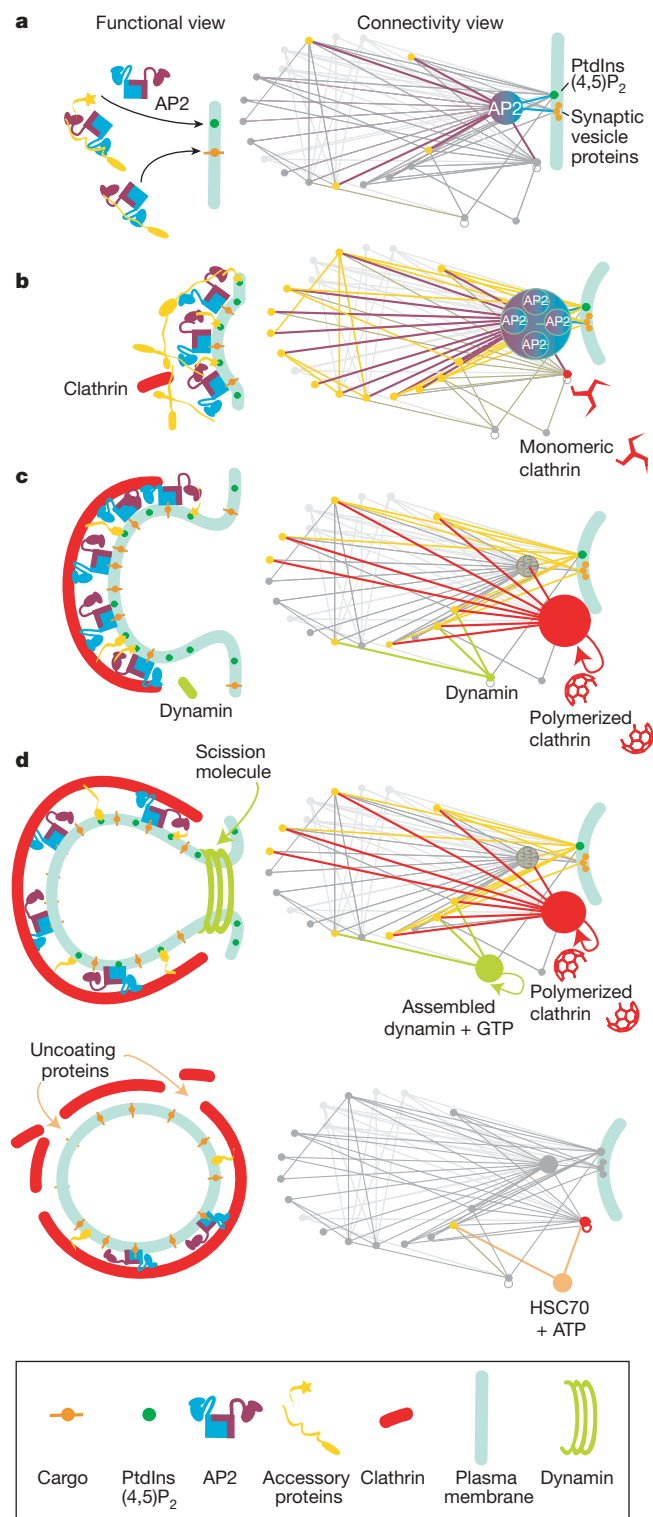 a
Functional view
Connectivity view
AP2
AP2
PtdIns
(4,5)P2
Synaptic
vesicle
proteins
b
Clathrin
AP2
AP2
AP2
AP2
Monomeric
clathrin
c
Dynamin
Dynamin
Polymerized
clathrin
d
Scission
molecule
Assembled
dynamin + GTP
Polymerized
clathrin
Uncoating
proteins
HSC70
+ ATP
Cargo
PtdIns
(4,5)P2
AP2
Accessory
proteins
Clathrin
Plasma
membrane
Dynamin